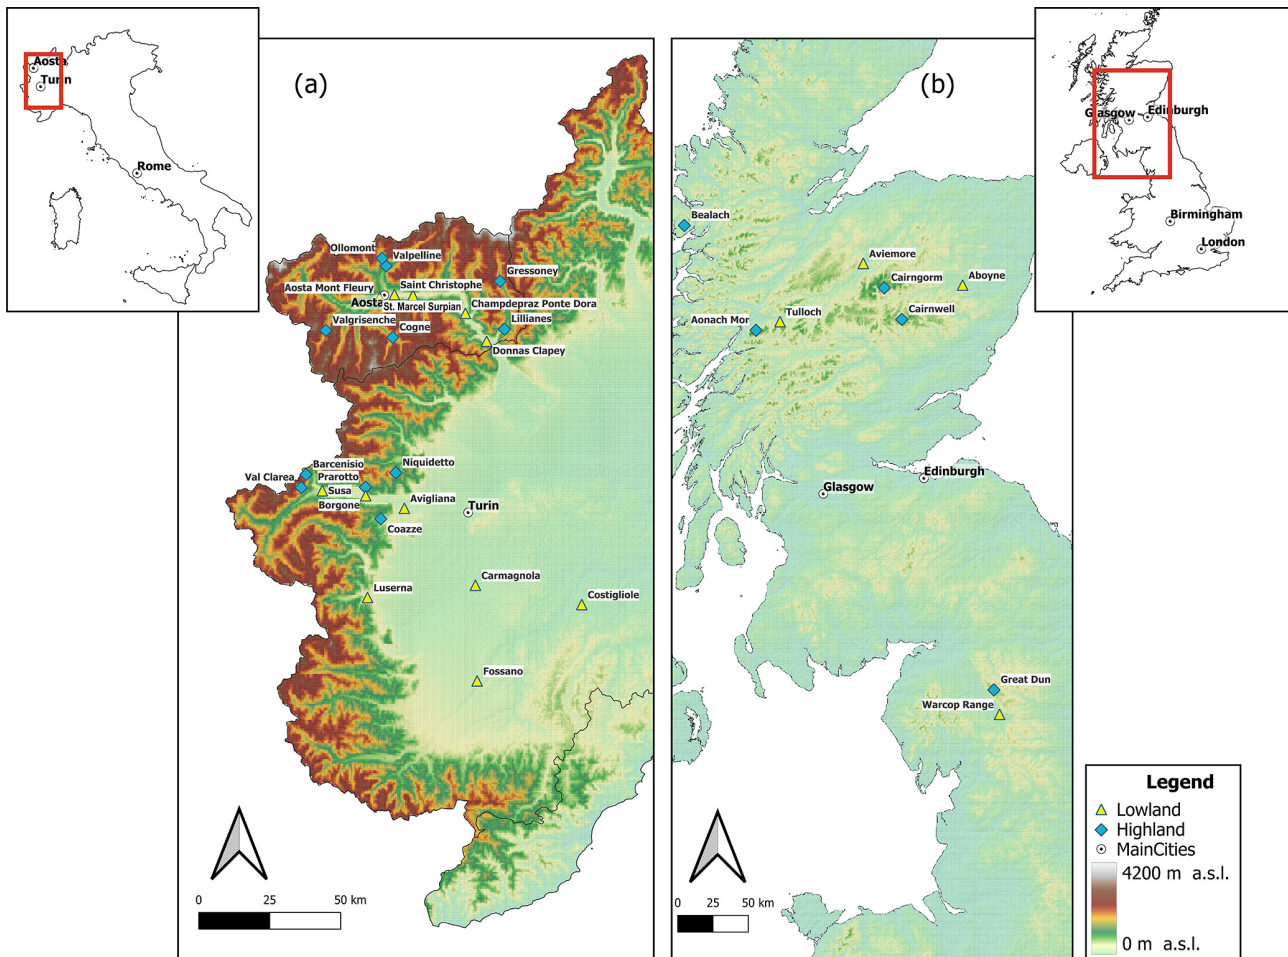 Aosta
Turin
Rome
(a)
(b)
Glasgow
Edinburgh
Birmingham
London
Ollomont
Valpelline
Gressoney
Aosta Mont Fleury
Saint Christophe
Aosta
St. Marcel Surpian
Champdepraz Ponte Dora
Valgrisenche
Cogne
Lillianes
Donnas Clapey
Barcenisio
Niquidetto
Val Clarea
Prarotto
Susa
Borgone
Avigliana
Turin
Coazze
Luserna
Carmagnola
Costigliole
Fossano
0 25 50 km
Bealach
Aviemore
Cairngorm
Aboyne
Aonach Mor
Tulloch
Cairnwell
Edinburgh
Glasgow
Great Dun
Warcop Range
0 25 50 km
Legend
Lowland
Highland
MainCities
4200 m a.s.l.
0 m a.s.l.